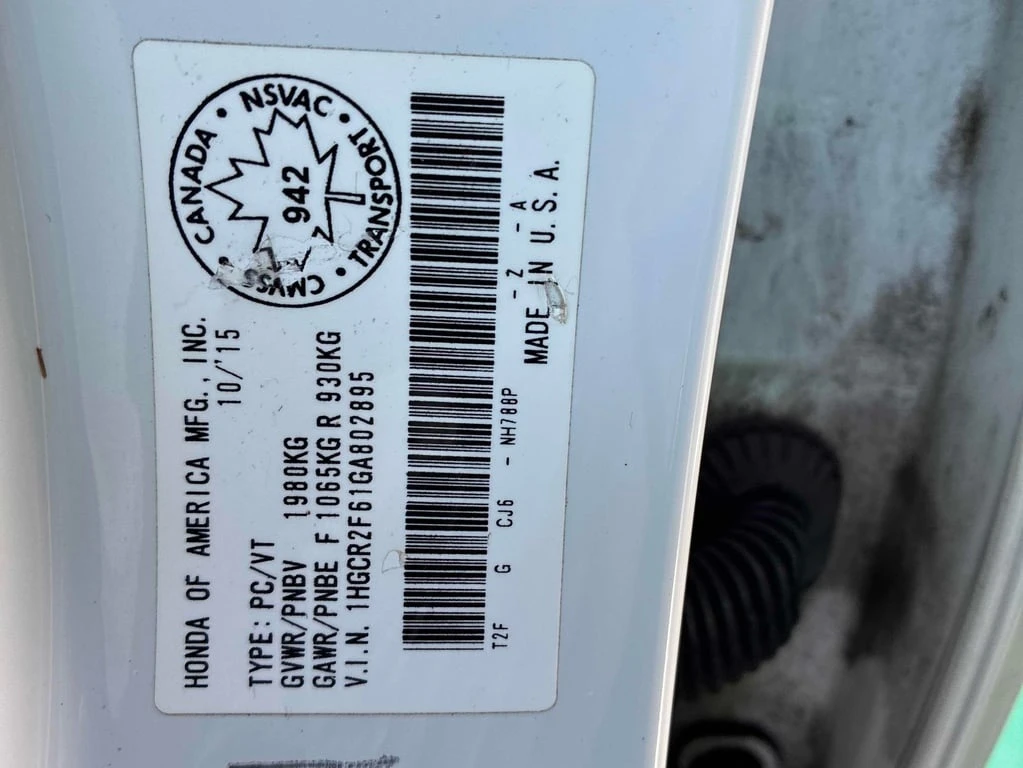 HONDA OF AMERICA MFG., INC.
10/'15
TYPE: PC/VT
GVWR/PNBV 1980KG
GAWR/PNBE F 1065KG R 930KG
V.I.N. 1HGCR2F61GA802895
T2F G CJ6 - NH788P - Z - A
MADE IN U.S.A.
CANADA • NSVAC • TRANSPORT • CMVSS •
942